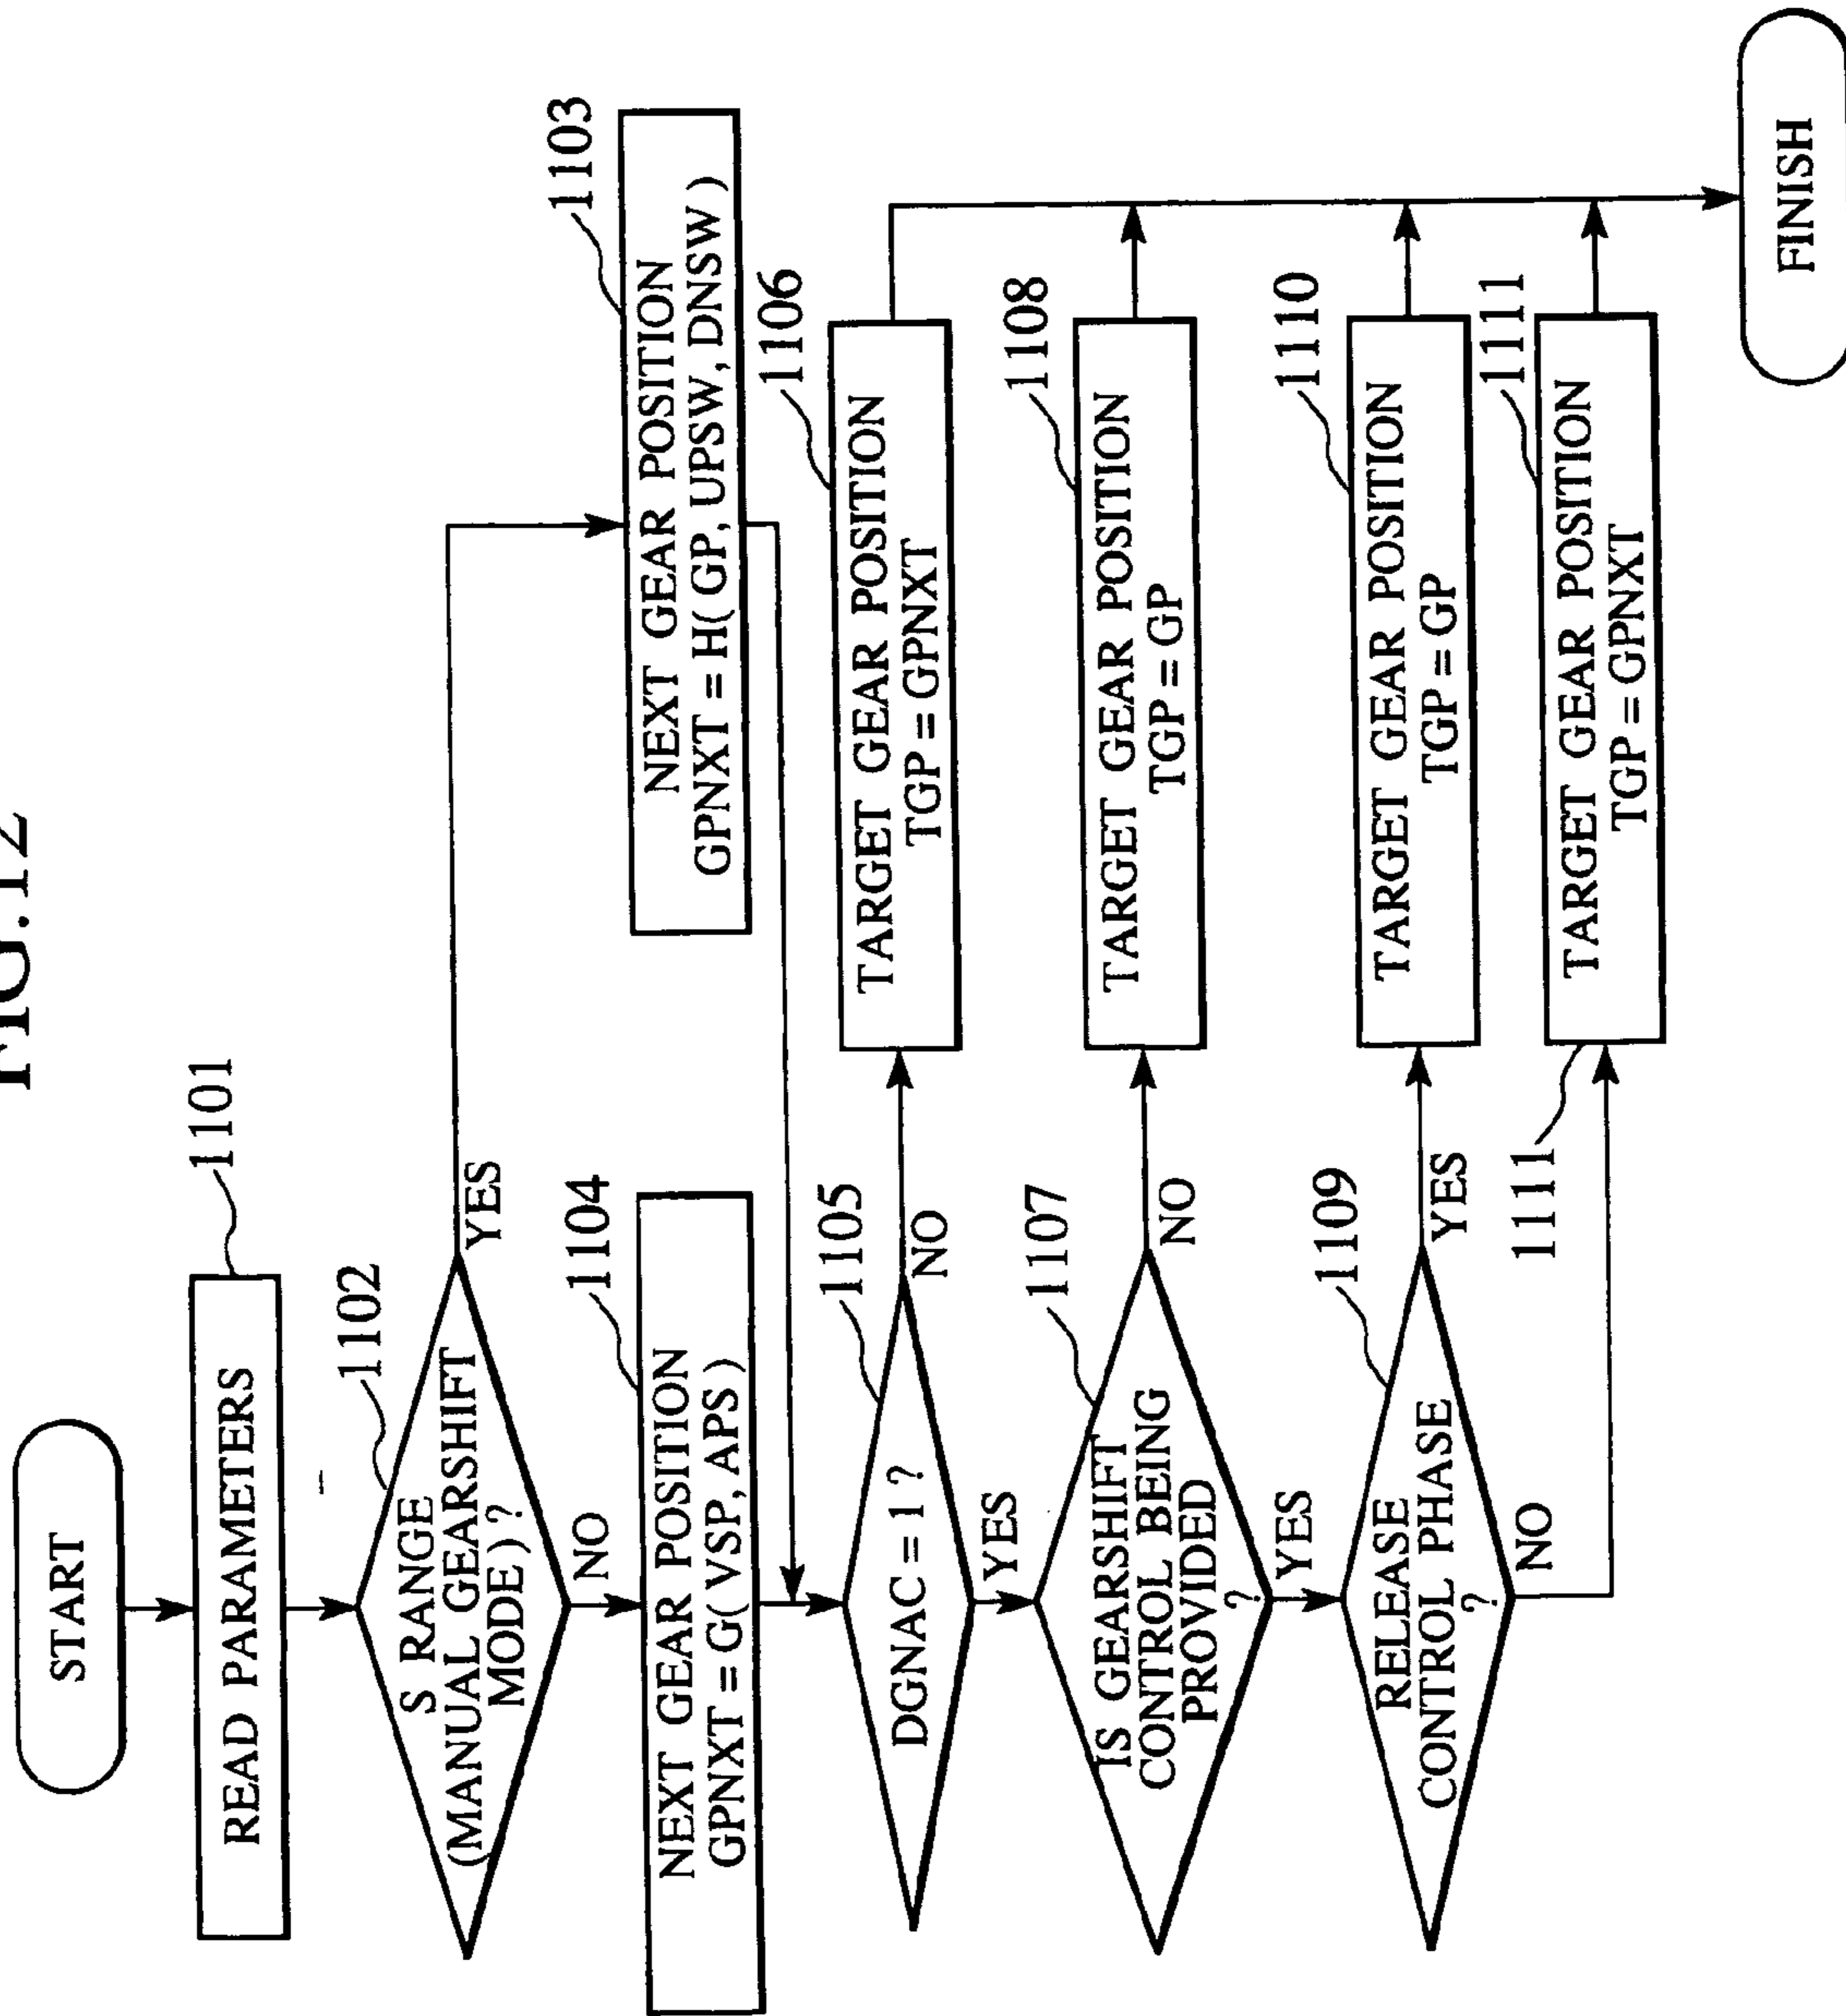 FIG.12
START
READ PARAMETERS
1101
S RANGE
(MANUAL GEARSHIFT
MODE)?
1102
YES
NO
NEXT GEAR POSITION
GPNXT = H( GP, UPSW, DNSW )
1103
NEXT GEAR POSITION
GPNXT = G( VSP, APS )
1104
DGNAC = 1 ?
1105
NO
YES
TARGET GEAR POSITION
TGP = GPNXT
1106
IS GEARSHIFT
CONTROL BEING
PROVIDED
?
1107
NO
YES
TARGET GEAR POSITION
TGP = GP
1108
RELEASE
CONTROL PHASE
?
1109
YES
NO
TARGET GEAR POSITION
TGP = GP
1110
1111
TARGET GEAR POSITION
TGP = GPNXT
1111
FINISH